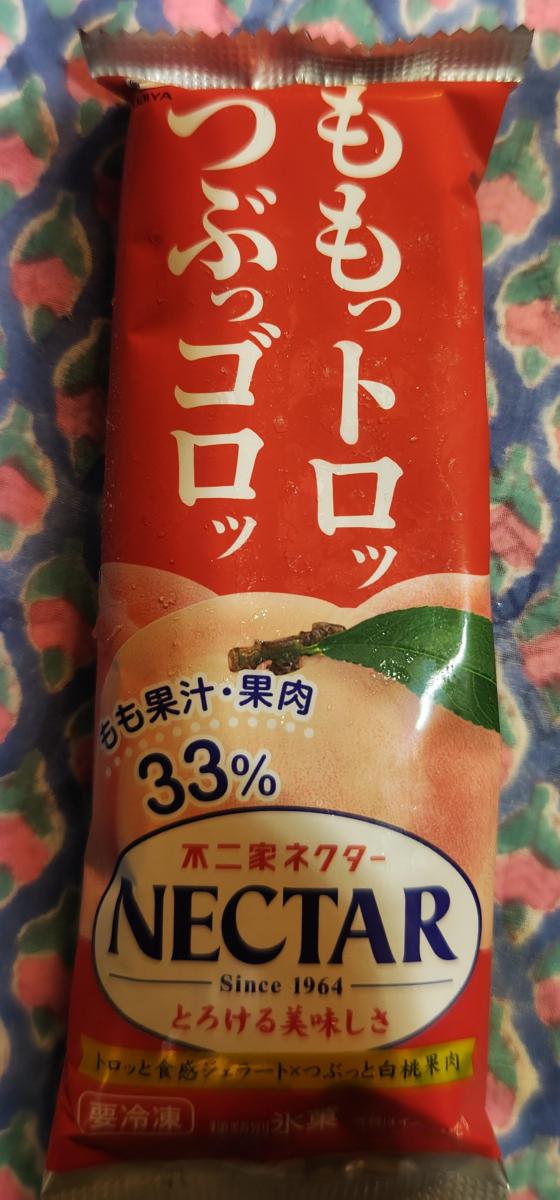 ももっトロッ
つぶっゴロッ
もも果汁・果肉
33%
不二家ネクター
NECTAR
Since 1964
とろける美味しさ
トロッと食感ジェラート×つぶっと白桃果肉
要冷凍
種類別 氷菓